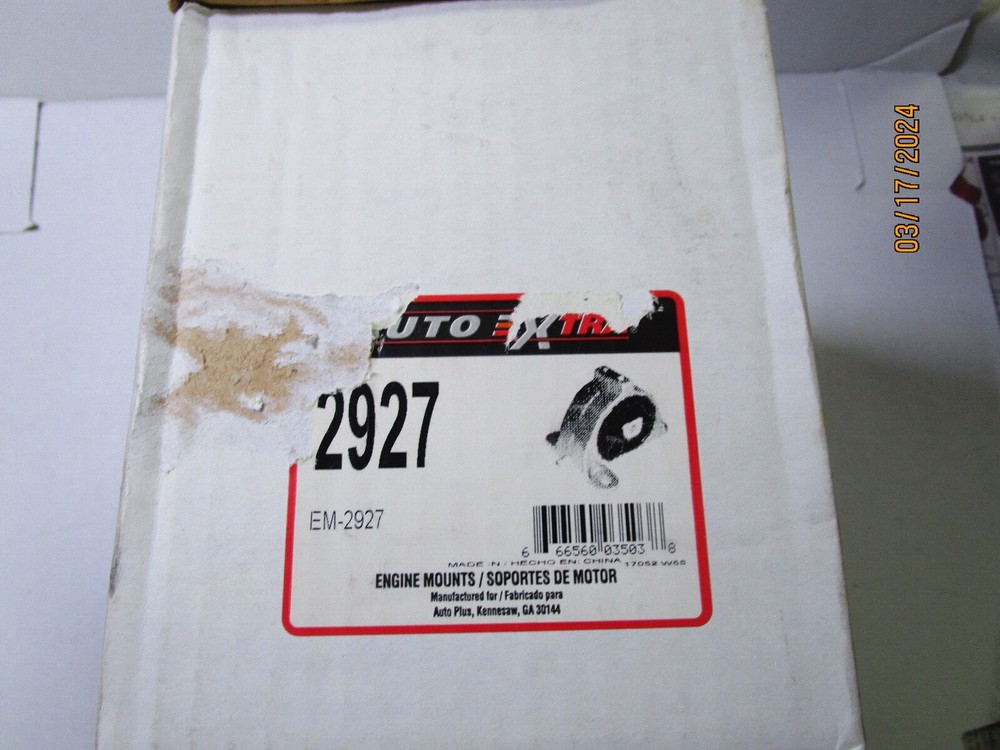 03/17/2024
UTO EXTRA
2927
EM-2927
6 66560 03503 8
MADE IN / HECHO EN: CHINA 17052 W6S
ENGINE MOUNTS / SOPORTES DE MOTOR
Manufactured for / Fabricado para
Auto Plus, Kennesaw, GA 30144